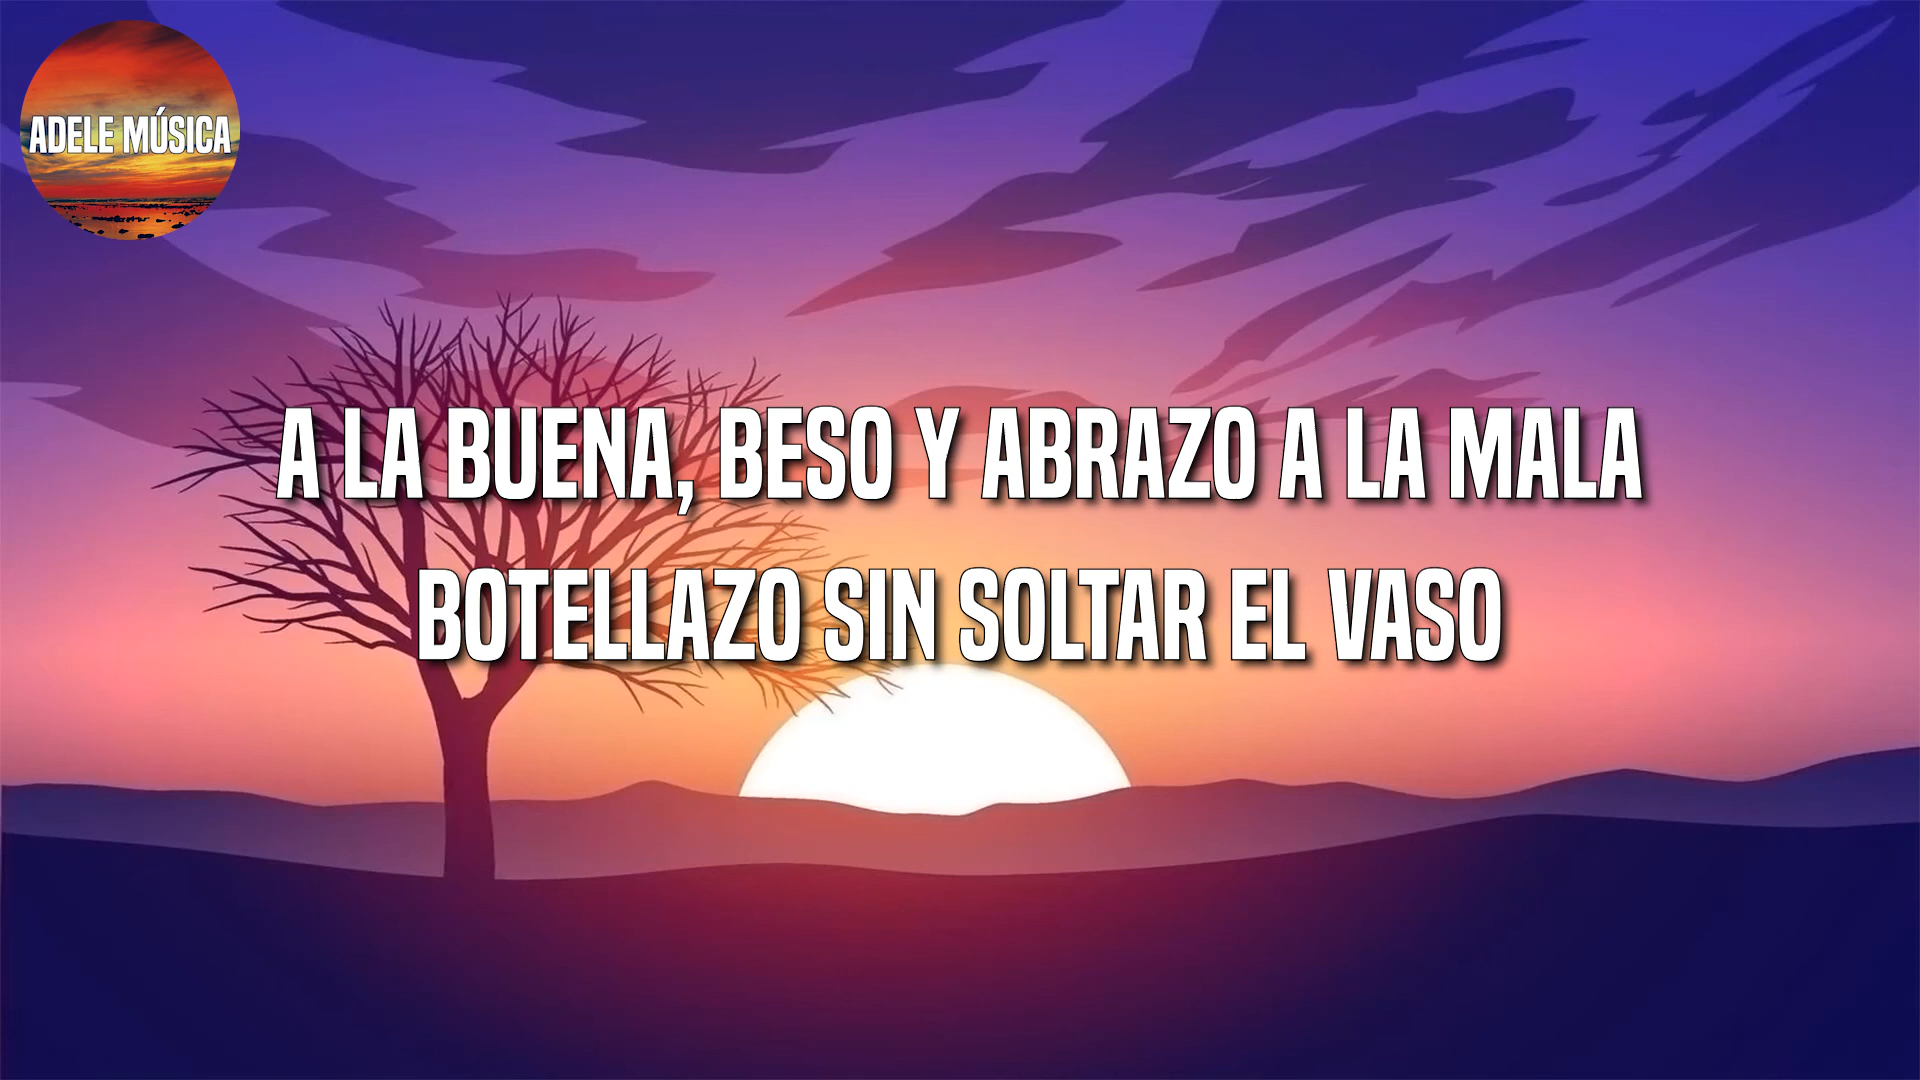 ADELE MÚSICA
A LA BUENA, BESO Y ABRAZO A LA MALA
BOTELLAZO SIN SOLTAR EL VASO